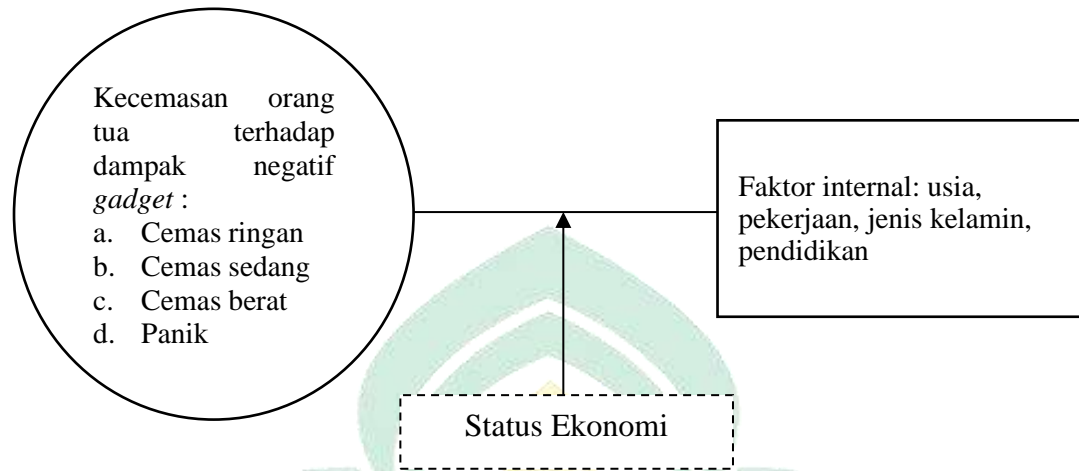 Kecemasan orang
tua terhadap
dampak negatif
gadget :
a. Cemas ringan
b. Cemas sedang
c. Cemas berat
d. Panik
Faktor internal: usia,
pekerjaan, jenis kelamin,
pendidikan
Status Ekonomi